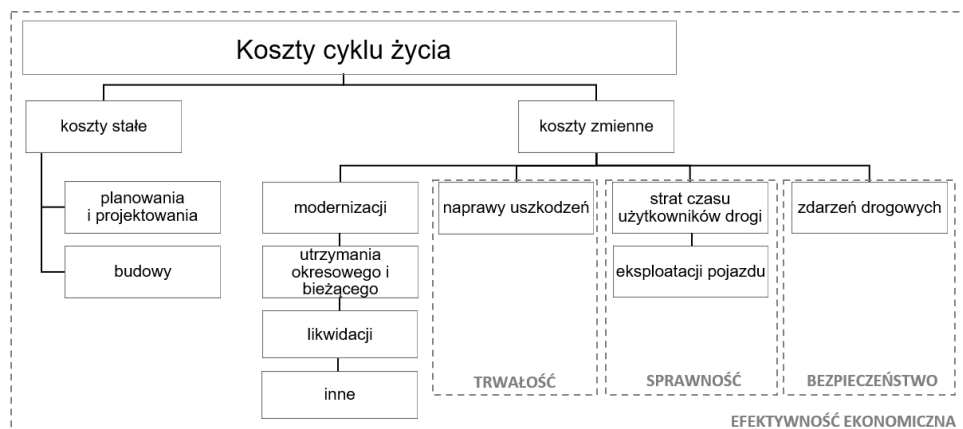 Koszty cyklu życia
koszty stałe
koszty zmienne
planowania
i projektowania
budowy
modernizacji
utrzymania
okresowego i
bieżącego
likwidacji
inne
naprawy uszkodzeń
TRWAŁOŚĆ
strat czasu
użytkowników drogi
eksploatacji pojazdu
SPRAWNOŚĆ
zdarzeń drogowych
BEZPIECZEŃSTWO
EFEKTYWNOŚĆ EKONOMICZNA